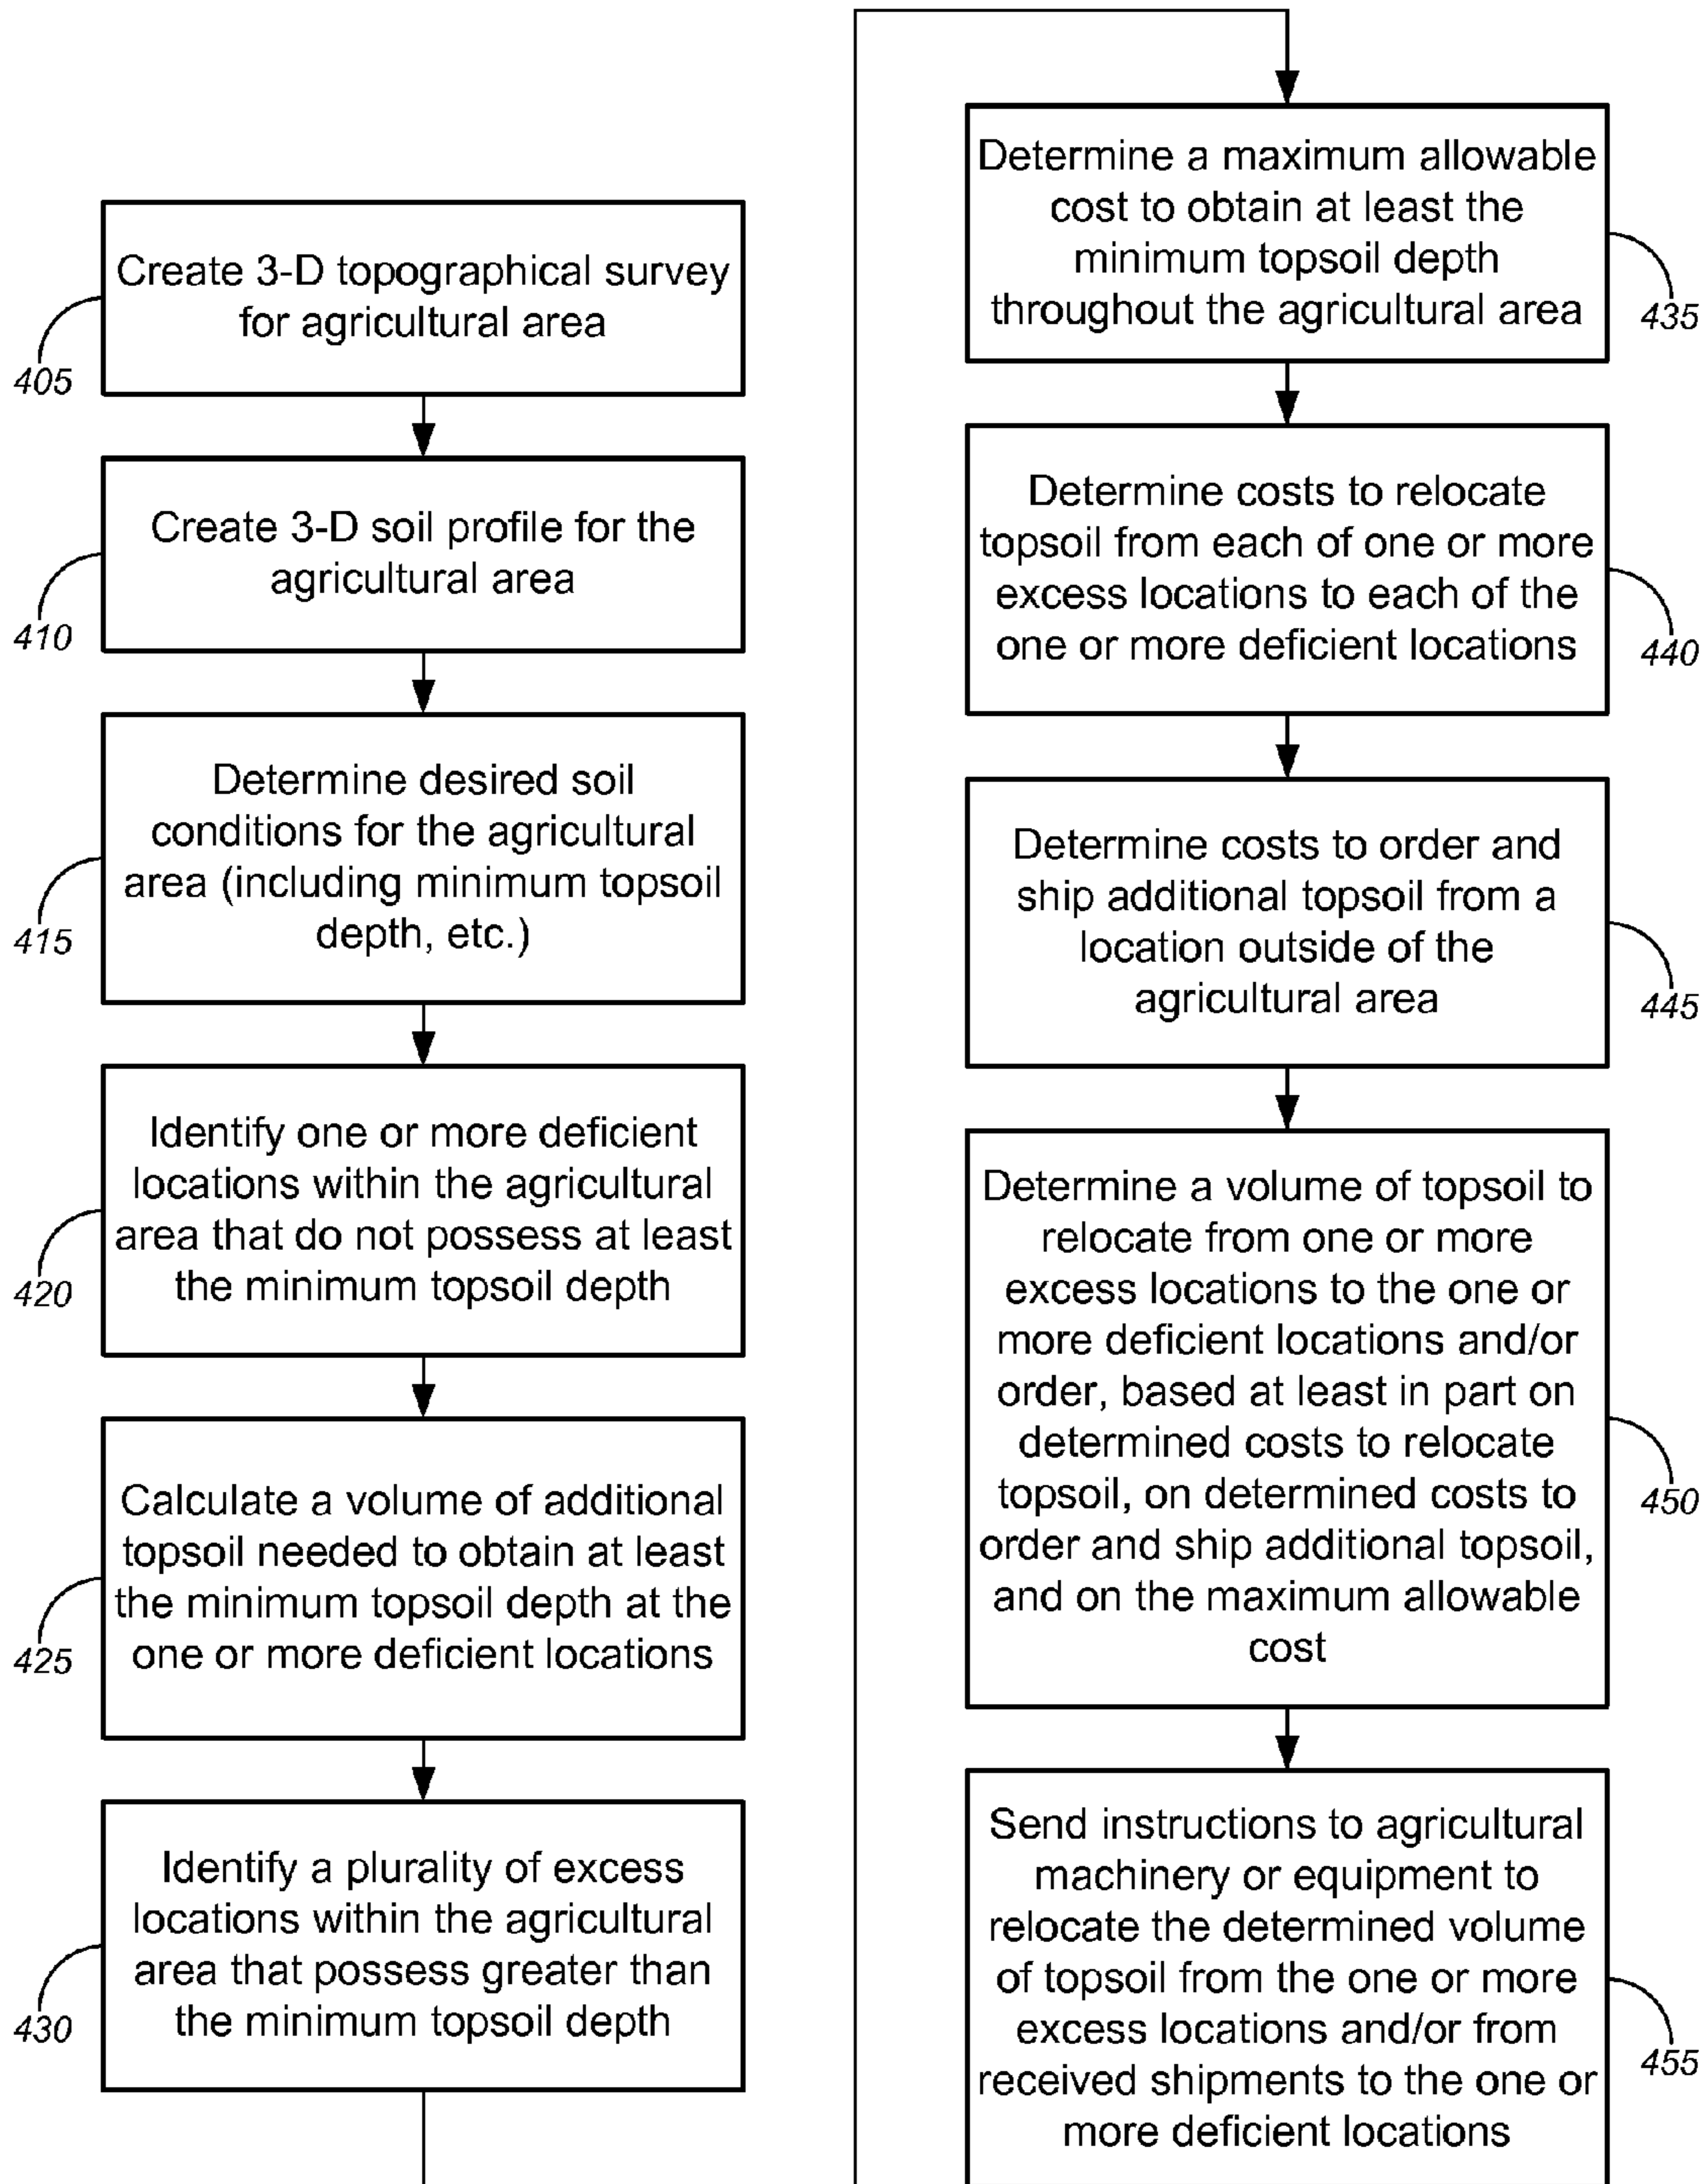 Create 3-D topographical survey
for agricultural area
405
Create 3-D soil profile for the
agricultural area
410
Determine desired soil
conditions for the agricultural
area (including minimum topsoil
depth, etc.)
415
Identify one or more deficient
locations within the agricultural
area that do not possess at least
the minimum topsoil depth
420
Calculate a volume of additional
topsoil needed to obtain at least
the minimum topsoil depth at the
one or more deficient locations
425
Identify a plurality of excess
locations within the agricultural
area that possess greater than
the minimum topsoil depth
430
Determine a maximum allowable
cost to obtain at least the
minimum topsoil depth
throughout the agricultural area
435
Determine costs to relocate
topsoil from each of one or more
excess locations to each of the
one or more deficient locations
440
Determine costs to order and
ship additional topsoil from a
location outside of the
agricultural area
445
Determine a volume of topsoil to
relocate from one or more
excess locations to the one or
more deficient locations and/or
order, based at least in part on
determined costs to relocate
topsoil, on determined costs to
order and ship additional topsoil,
and on the maximum allowable
cost
450
Send instructions to agricultural
machinery or equipment to
relocate the determined volume
of topsoil from the one or more
excess locations and/or from
received shipments to the one or
more deficient locations
455